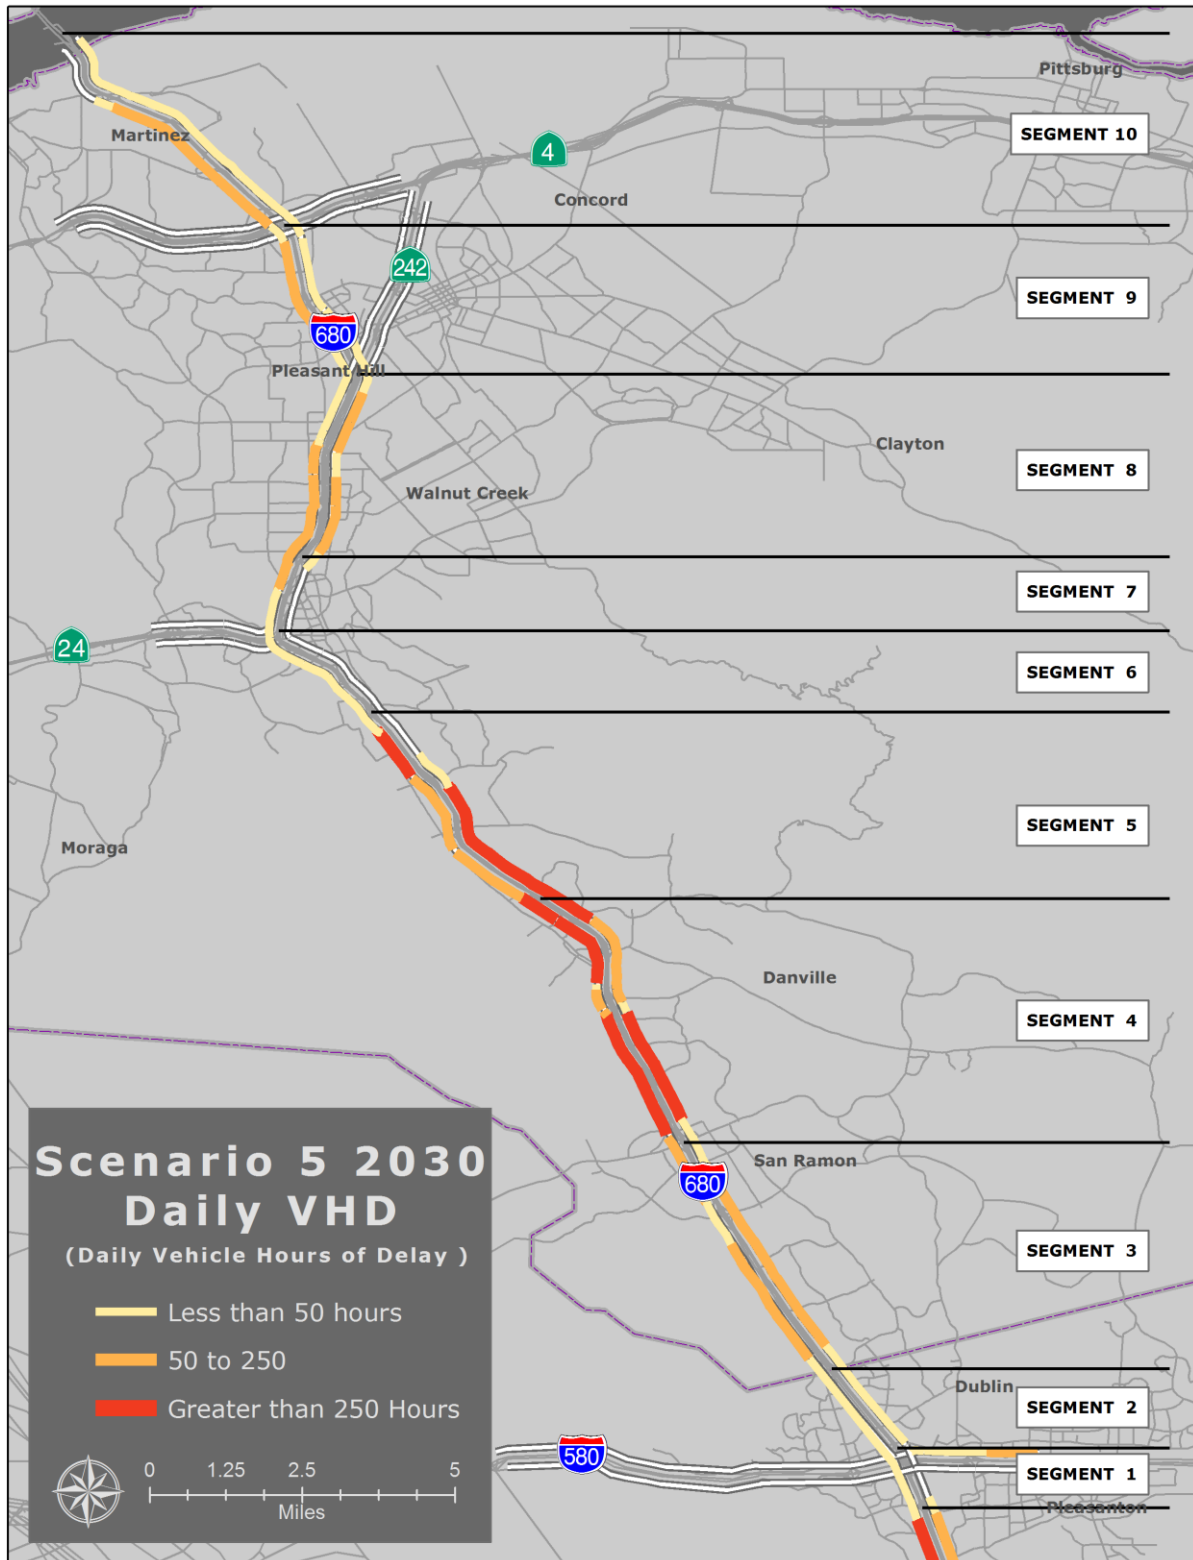 Pittsburg
SEGMENT 10
Martinez
4
Concord
242
SEGMENT 9
680
Pleasant Hill
Clayton
SEGMENT 8
Walnut Creek
SEGMENT 7
24
SEGMENT 6
SEGMENT 5
Moraga
Danville
SEGMENT 4
San Ramon
680
SEGMENT 3
Dublin
SEGMENT 2
580
SEGMENT 1
Pleasanton
Scenario 5 2030
Daily VHD
(Daily Vehicle Hours of Delay )
Less than 50 hours
50 to 250
Greater than 250 Hours
0 1.25 2.5 5
Miles